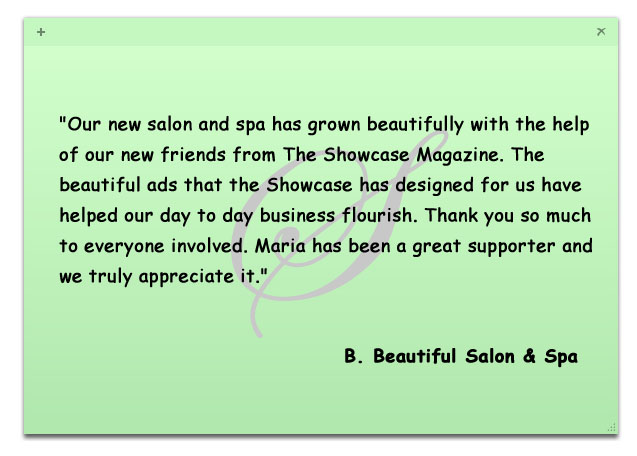 "Our new salon and spa has grown beautifully with the help
of our new friends from The Showcase Magazine. The
beautiful ads that the Showcase has designed for us have
helped our day to day business flourish. Thank you so much
to everyone involved. Maria has been a great supporter and
we truly appreciate it."
B. Beautiful Salon & Spa